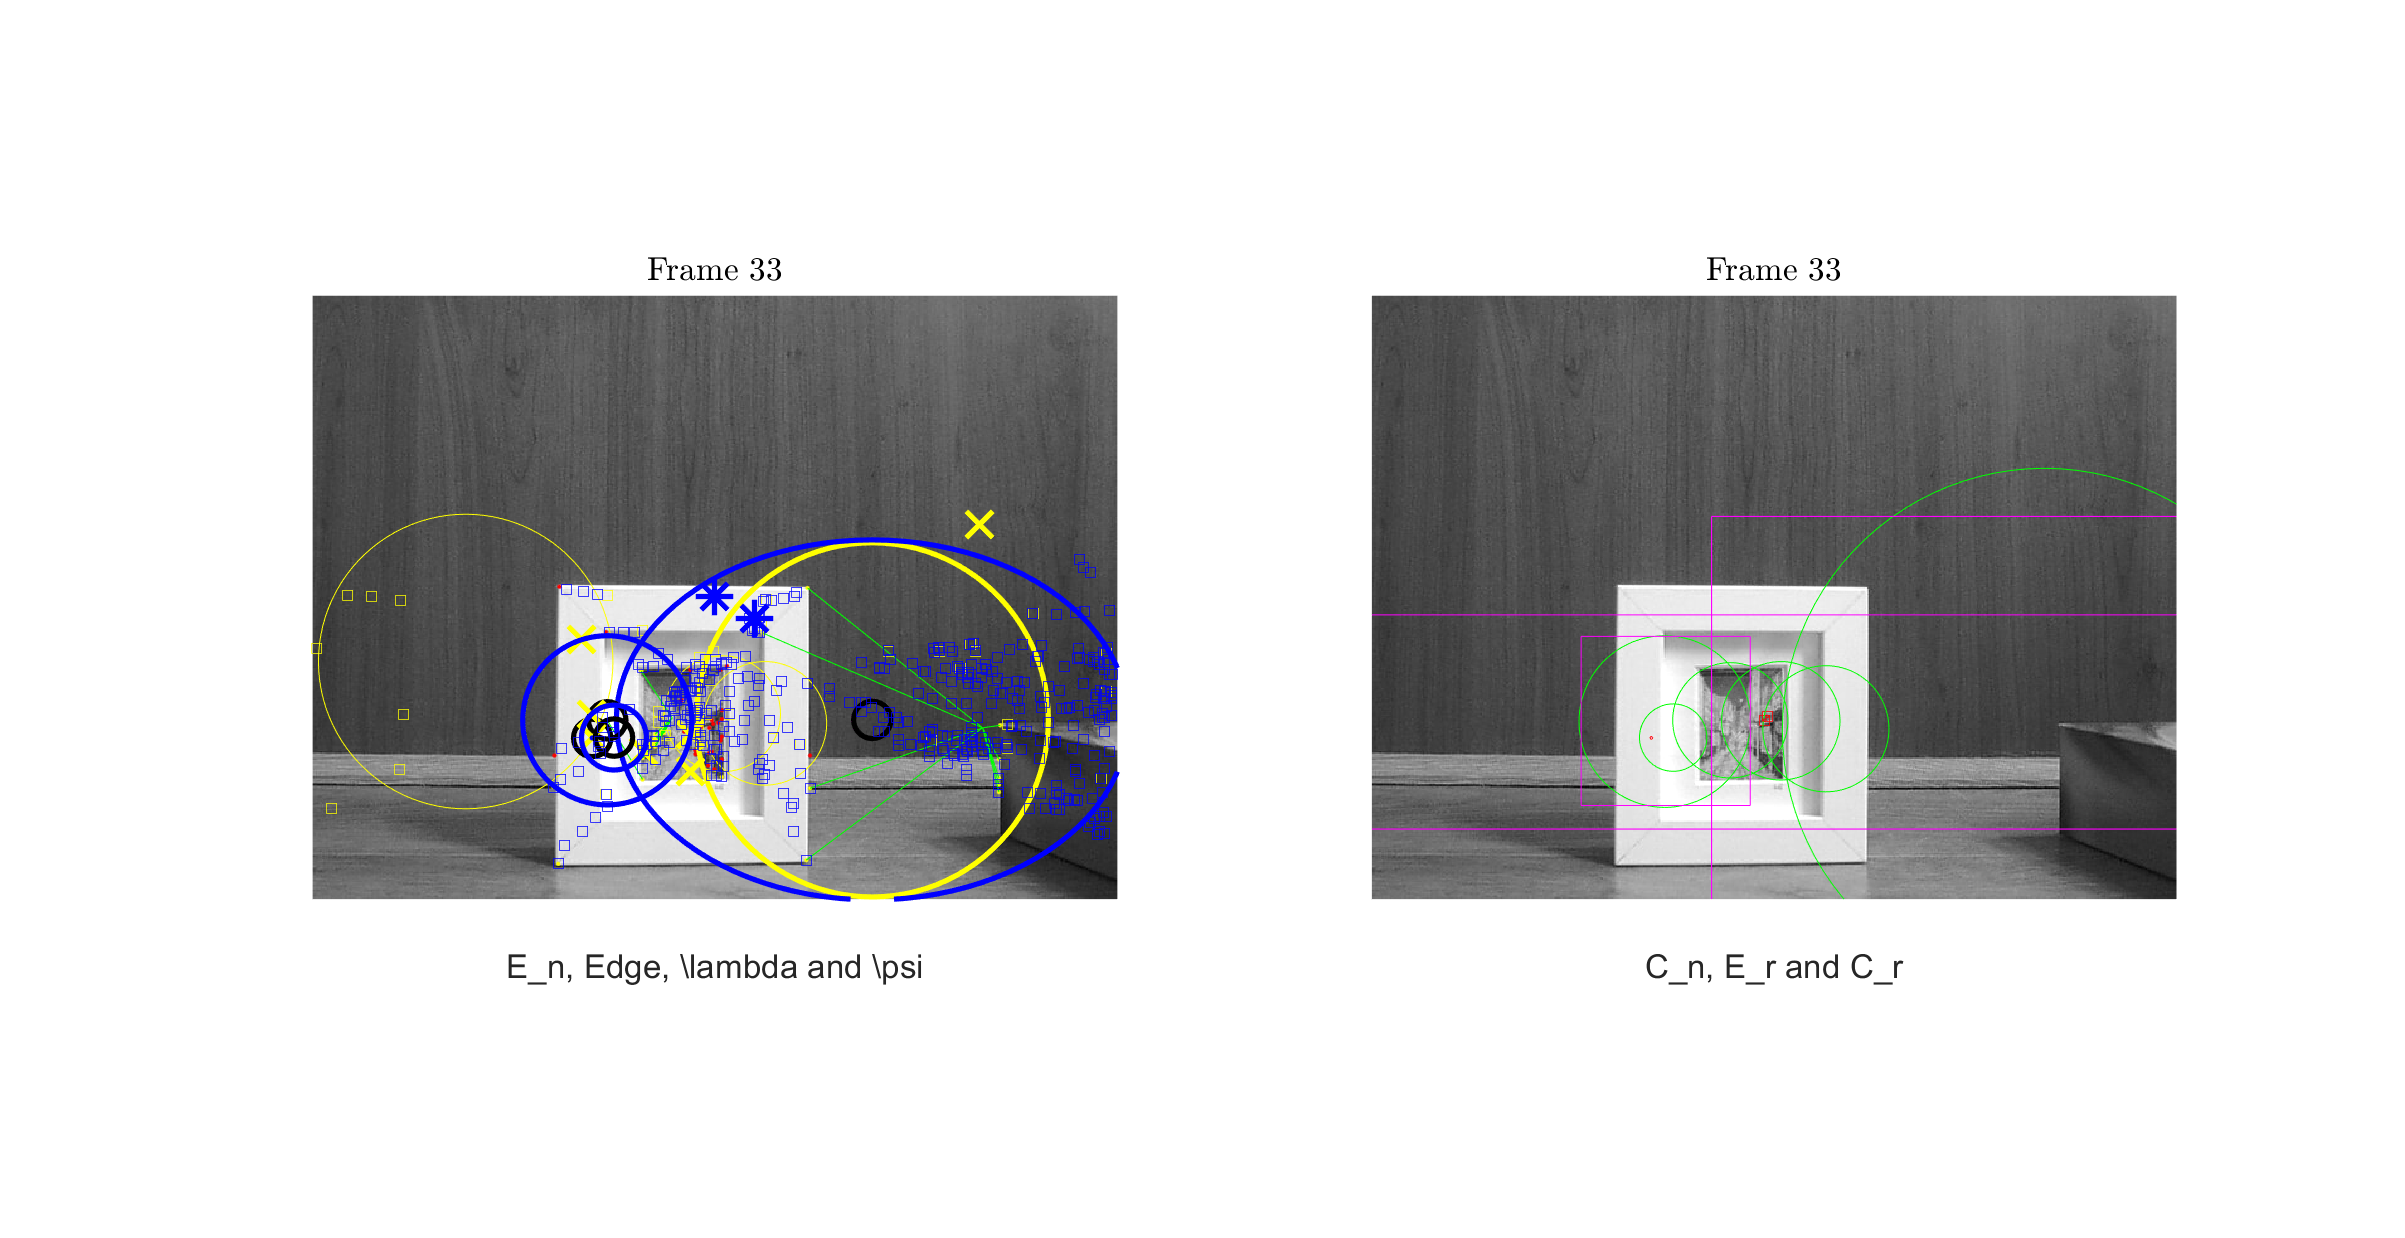 Frame 33
Frame 33
E_n, Edge, \lambda and \psi
C_n, E_r and C_r